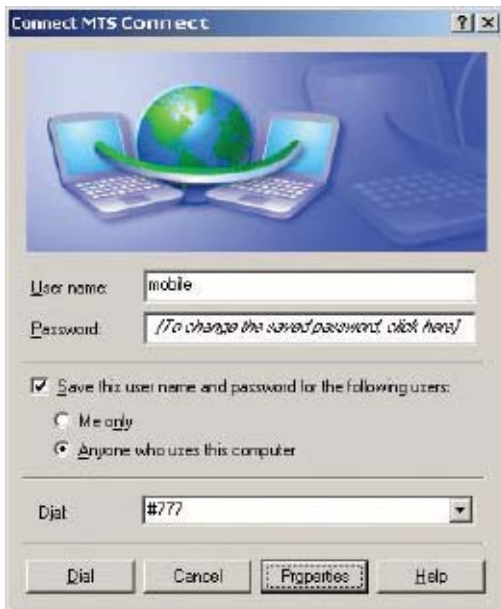 Connect MTS Connect
User name: mobile
Password: [To change the saved password, click here]
Save this user name and password for the following users:
Me only
Anyone who uses this computer
Dial: #777
Dial Cancel Properties Help